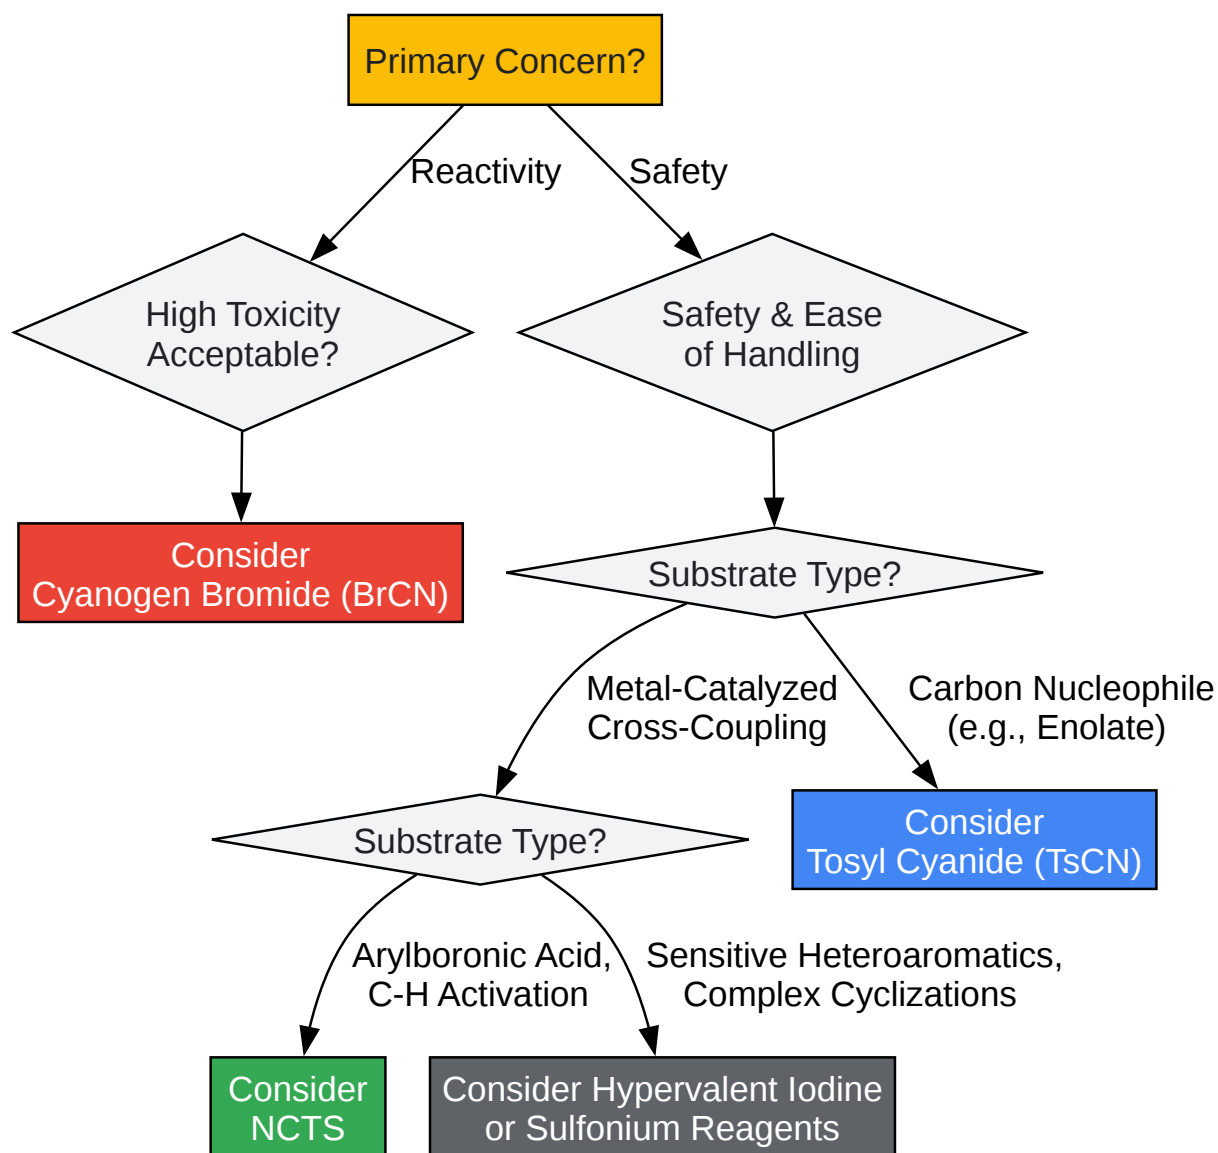 Primary Concern?
Reactivity
Safety
High Toxicity
Acceptable?
Safety & Ease
of Handling
Consider
Cyanogen Bromide (BrCN)
Substrate Type?
Metal-Catalyzed
Cross-Coupling
Carbon Nucleophile
(e.g., Enolate)
Substrate Type?
Consider
Tosyl Cyanide (TsCN)
Arylboronic Acid,
C-H Activation
Sensitive Heteroaromatics,
Complex Cyclizations
Consider
NCTS
Consider Hypervalent Iodine
or Sulfonium Reagents